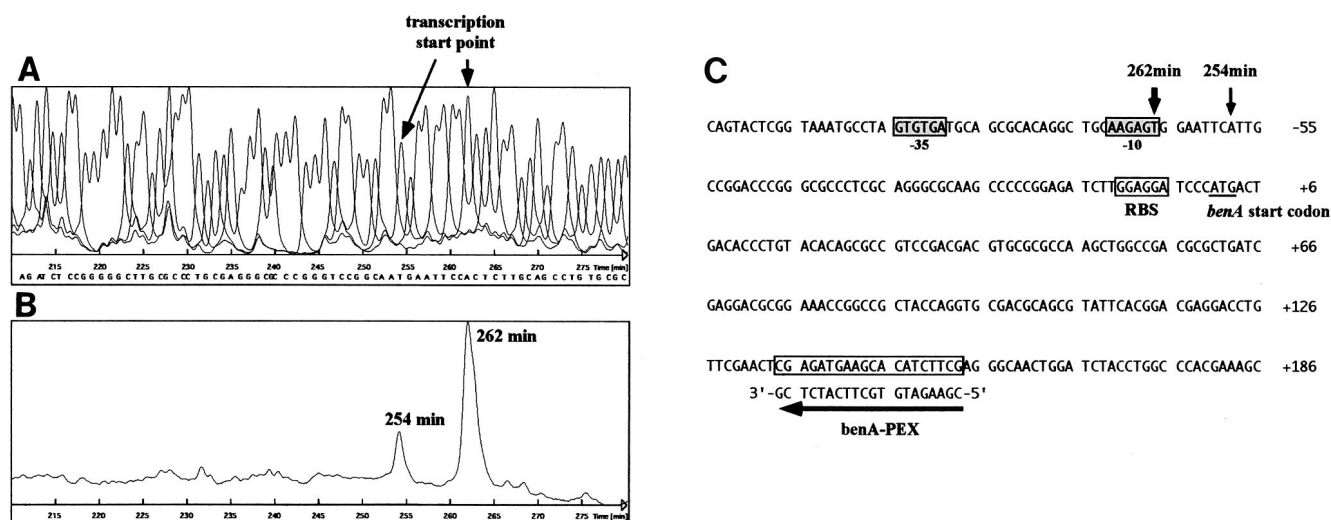 transcription
start point
A
215 220 225 230 235 240 245 250 255 260 265 270 275 Time [min]
AGATCTCCGGGGGCTTGCGCCCTGCGAGGGCGCCCGGGTCCGGCAATGAATTCCACTCTTGCAGCCTGTGCGC
B
262 min
254 min
215 220 225 230 235 240 245 250 255 260 265 270 275 Time [min]
C
262min 254min
CAGTACTCGG TAAATGCCTA GTGTGATGCA GCGCACAGGC TGCAAGAGTG GAATTCATTG -55
-35 -10
CCGGACCCGG GCGCCCTCGC AGGGCGCAAG CCCCCGGAGA TCTTGGAGGA TCCCATGACT +6
RBS benA start codon
GACACCCTGT ACACAGCGCC GTCCGACGAC GTGCGCGCCA AGCTGGCCGA CGCGCTGATC +66
GAGGACGCGG AAACCGGCCG CTACCAGGTG CGACGCAGCG TATTCACGGA CGAGGACCTG +126
TTCGAACTCG AGATGAAGCA CATCTTCGAG GGCAACTGGA TCTACCTGGC CCACGAAAGC +186
3'-GC TCTACTTCGT GTAGAAGC-5'
benA-PEX